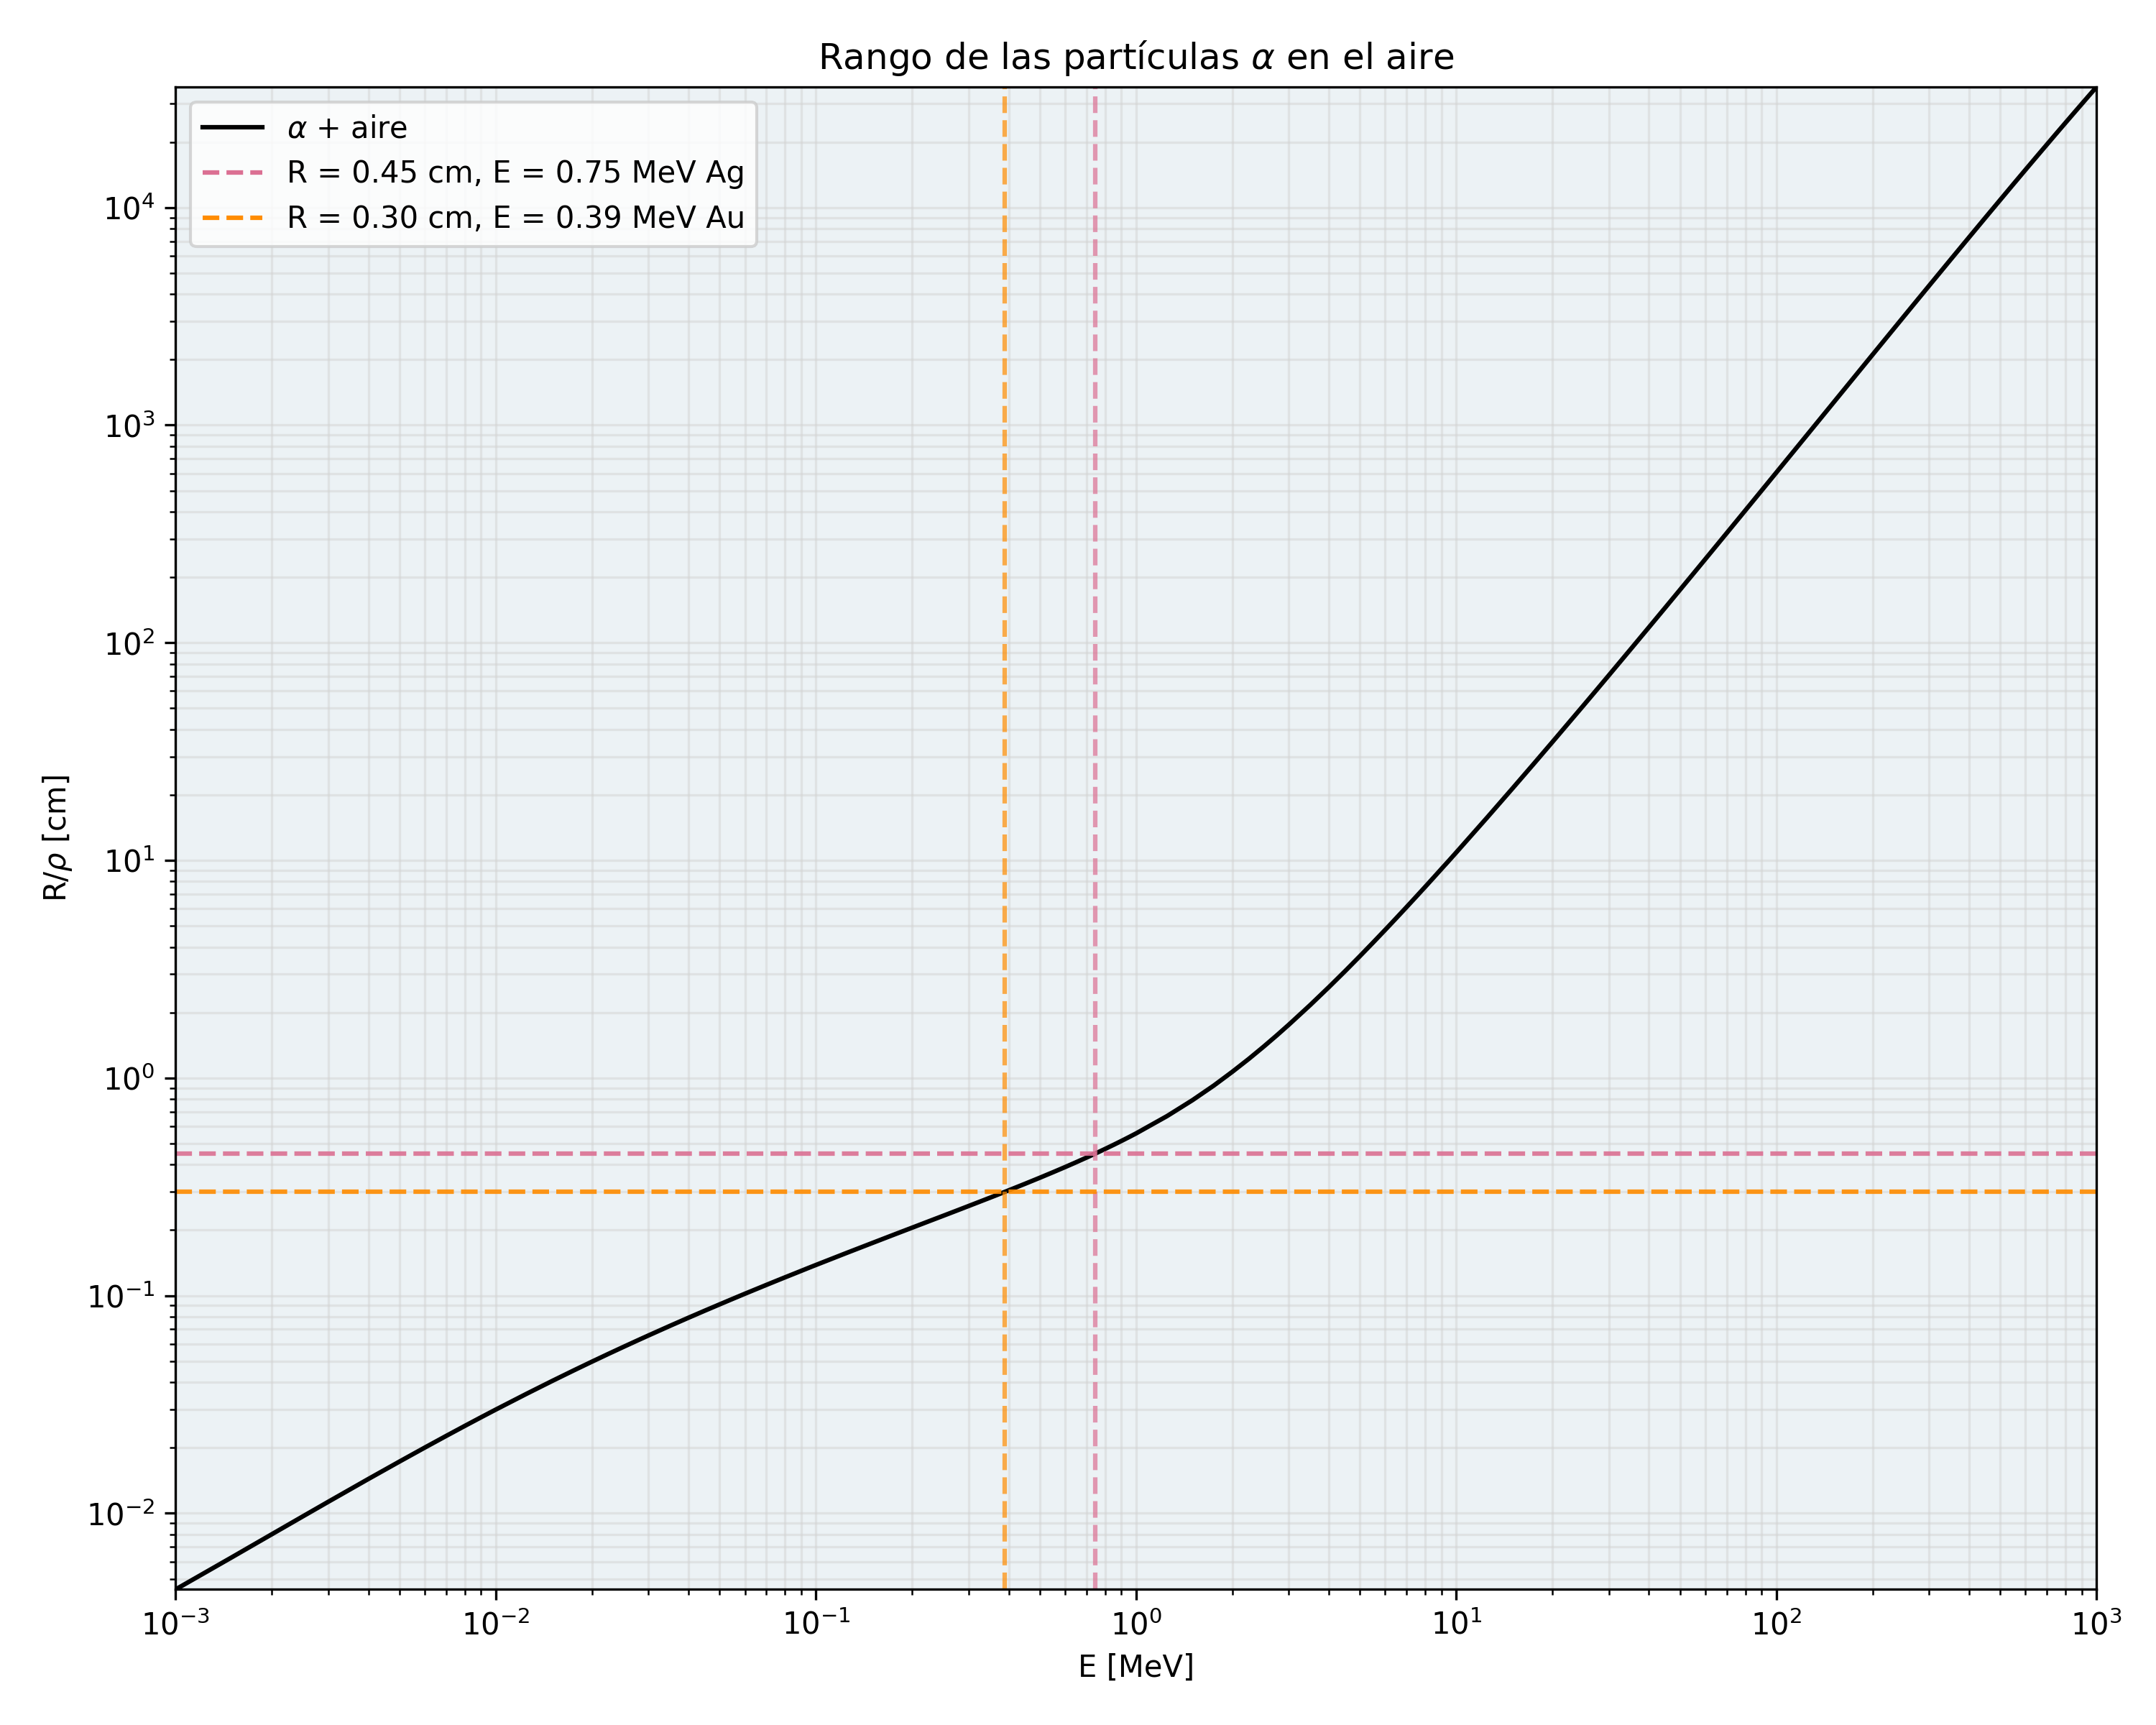 Rango de las partículas α en el aire
α + aire
R = 0.45 cm, E = 0.75 MeV Ag
R = 0.30 cm, E = 0.39 MeV Au
R/ρ [cm]
10⁴
10³
10²
10¹
10⁰
10⁻¹
10⁻²
10⁻³ 10⁻² 10⁻¹ 10⁰ 10¹ 10² 10³
E [MeV]